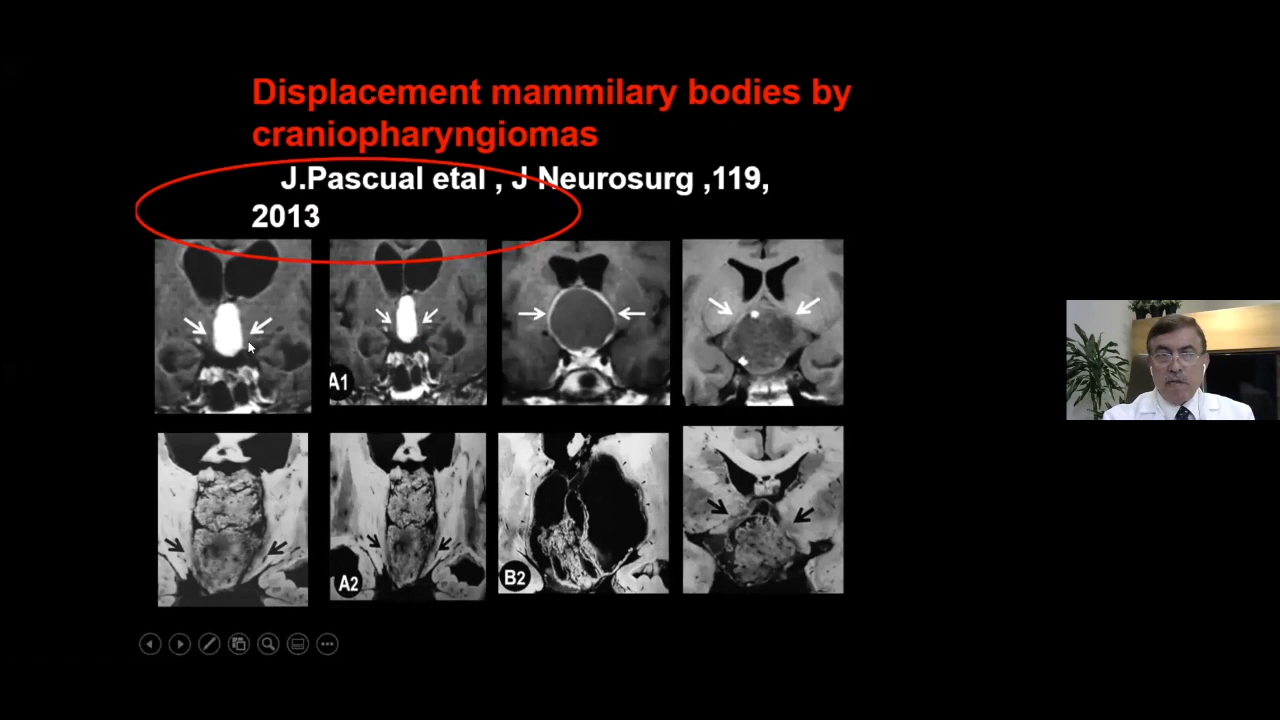 Displacement mammilary bodies by
craniopharyngiomas
J.Pascual etal , J Neurosurg ,119,
2013
A1
A2
B2